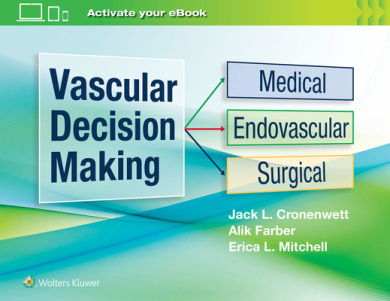 Activate your eBook
Vascular
Decision
Making
Medical
Endovascular
Surgical
Jack L. Cronenwett
Alik Farber
Erica L. Mitchell
Wolters Kluwer